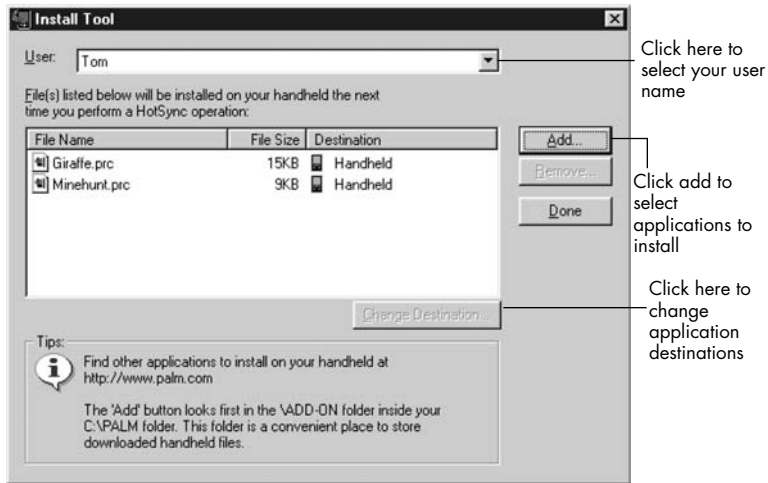 Install Tool
User: Tom
Click here to
select your user
name
File(s) listed below will be installed on your handheld the next
time you perform a HotSync operation:
File Name File Size Destination
Giraffe.prc 15KB Handheld
Minehunt.prc 9KB Handheld
Add...
Remove...
Done
Click add to
select
applications to
install
Change Destination...
Click here to
change
application
destinations
Tips:
Find other applications to install on your handheld at
http://www.palm.com
The 'Add' button looks first in the \ADD-ON folder inside your
C:\PALM folder. This folder is a convenient place to store
downloaded handheld files.